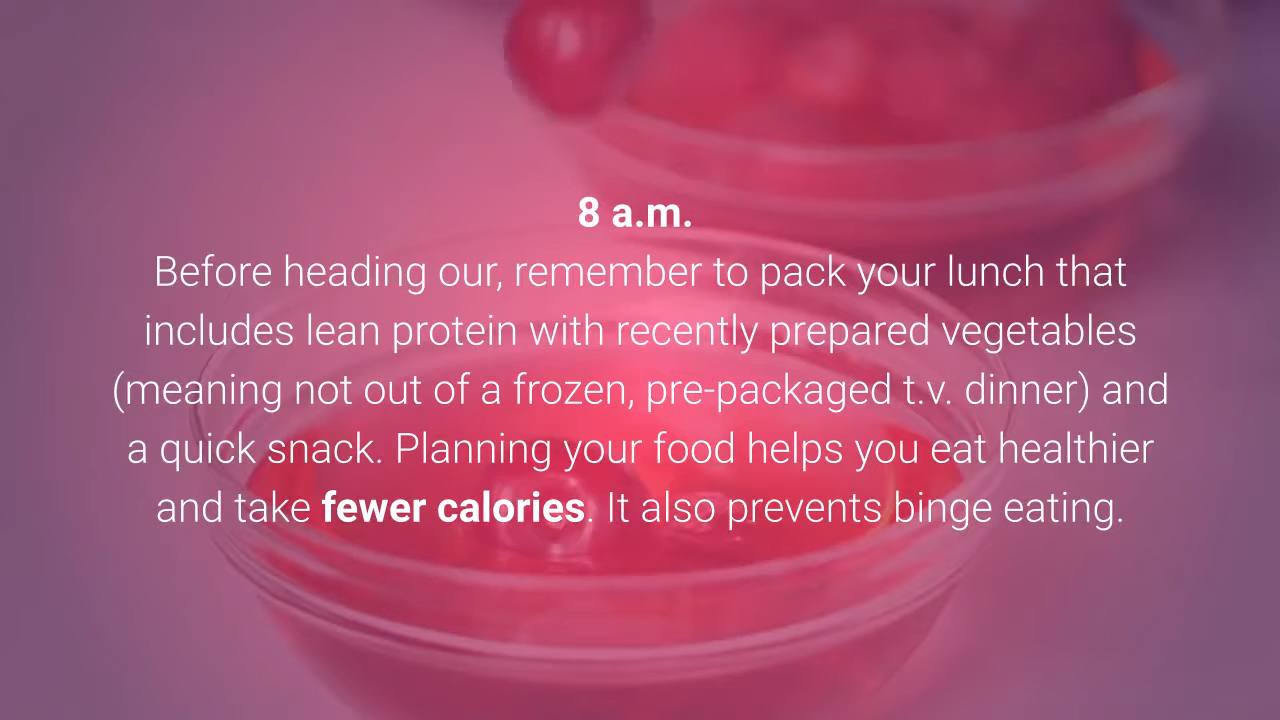 8 a.m.
Before heading our, remember to pack your lunch that
includes lean protein with recently prepared vegetables
(meaning not out of a frozen, pre-packaged t.v. dinner) and
a quick snack. Planning your food helps you eat healthier
and take fewer calories. It also prevents binge eating.